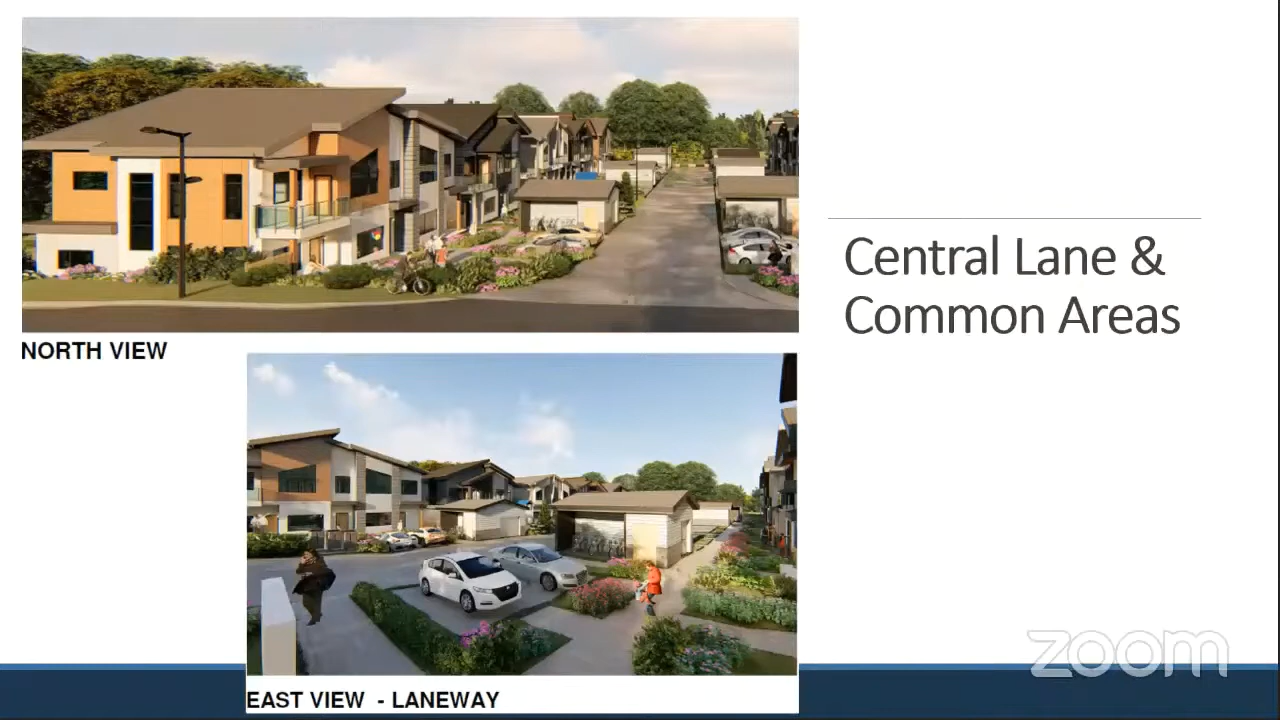 NORTH VIEW
Central Lane &
Common Areas
EAST VIEW - LANEWAY
zoom